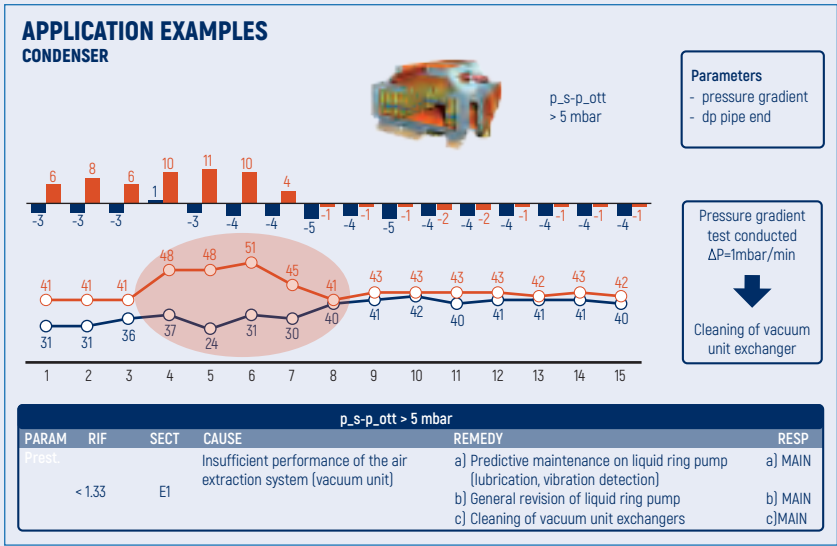 APPLICATION EXAMPLES
CONDENSER
p_s-p_ott
> 5 mbar
Parameters
- pressure gradient
- dp pipe end
6 8 6 1 10 11 10 4
-3 -3 -3 -3 -4 -4 -5 -1 -4 -1 -5 -1 -4 -2 -4 -2 -4 -1 -4 -1 -4 -1 -4 -1
Pressure gradient
test conducted
ΔP=1mbar/min
Cleaning of vacuum
unit exchanger
41 41 41 48 48 51 45 41 43 43 43 43 42 43 42
31 31 36 37 24 31 30 40 41 42 40 41 41 41 40
1 2 3 4 5 6 7 8 9 10 11 12 13 14 15
p_s-p_ott > 5 mbar
PARAM RIF SECT CAUSE REMEDY RESP
Prest.
< 1.33 E1
Insufficient performance of the air
extraction system (vacuum unit)
a) Predictive maintenance on liquid ring pump
(lubrication, vibration detection)
a) MAIN
b) General revision of liquid ring pump b) MAIN
c) Cleaning of vacuum unit exchangers c)MAIN